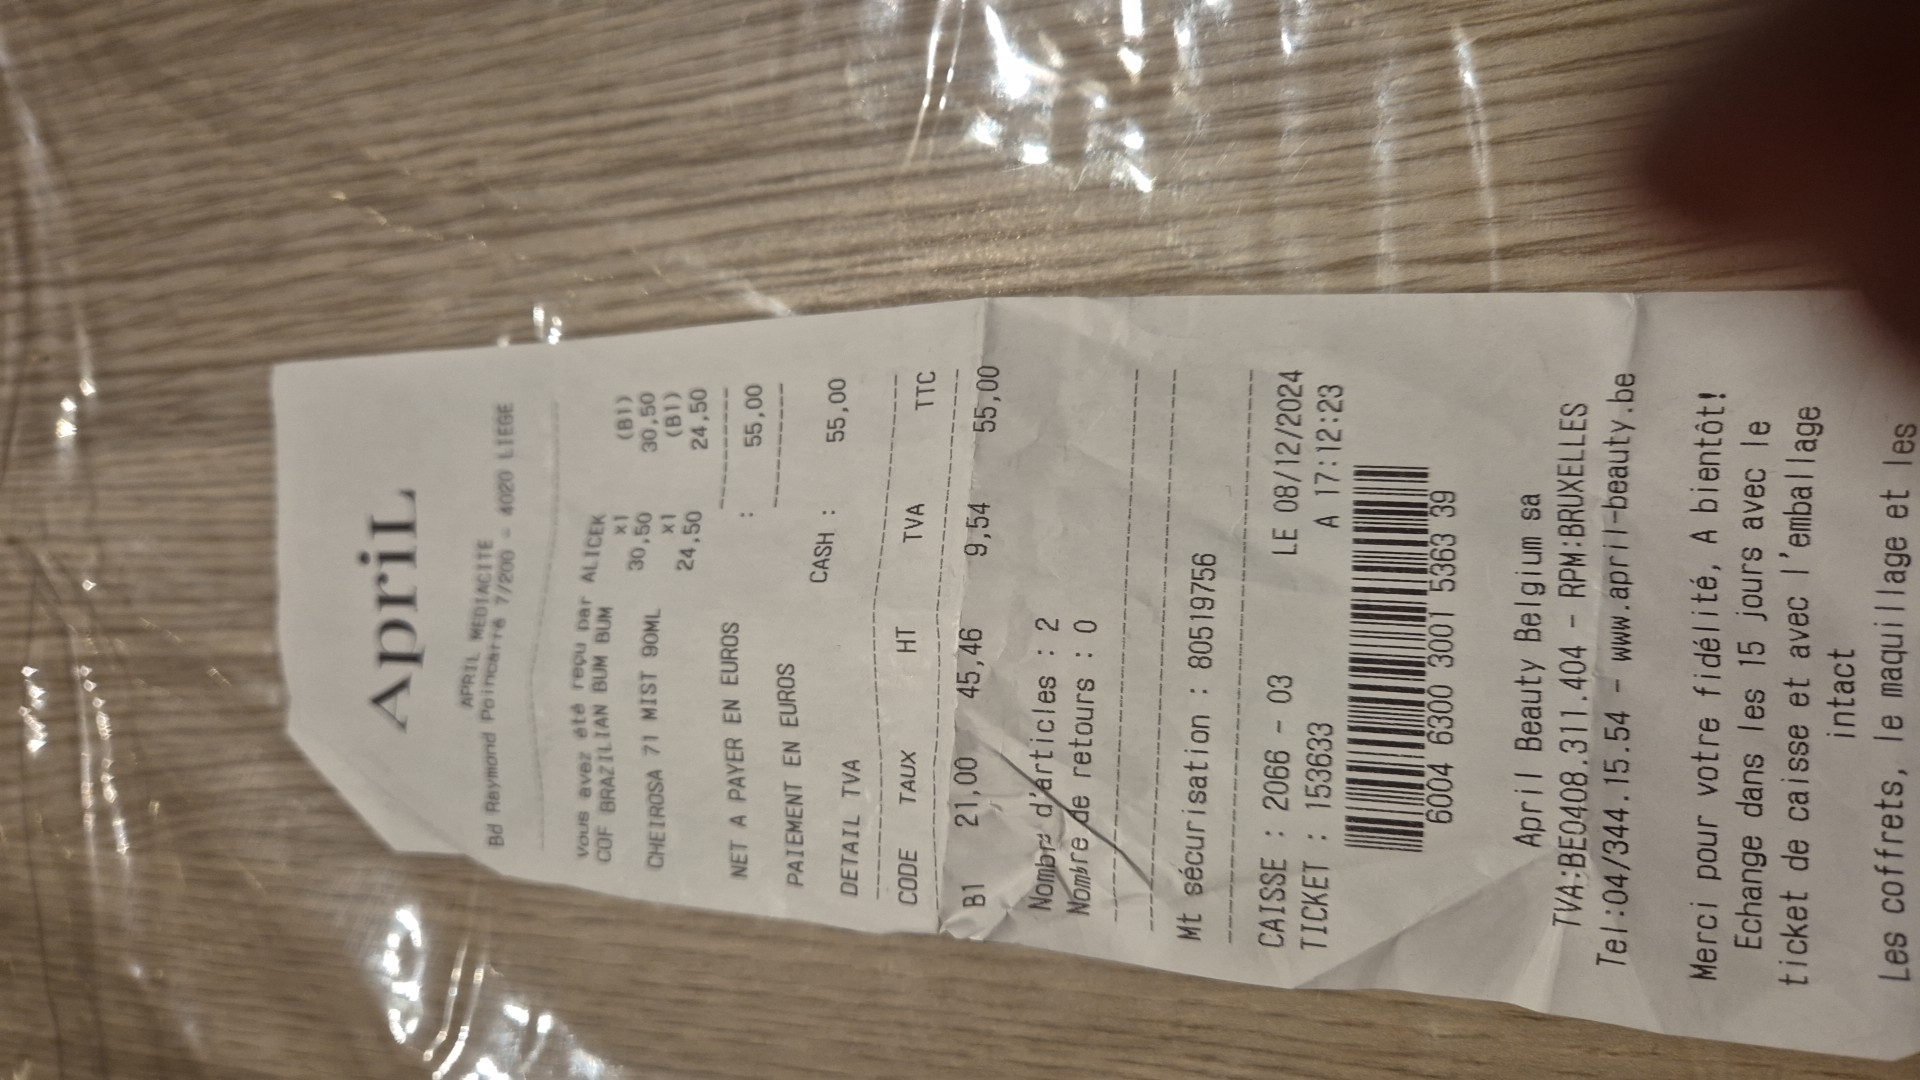 ApriL
APRIL MEDIACITE
Bd Raymond Poincarré 7/200 - 4020 LIEGE
Vous avez été reçu par ALICEK
COF BRAZILIAN BUM BUM x1 (B1)
30,50 30,50
CHEIROSA 71 MIST 90ML x1 (B1)
24,50 24,50
NET A PAYER EN EUROS : 55,00
PAIEMENT EN EUROS
CASH : 55,00
DETAIL TVA
CODE TAUX HT TVA TTC
B1 21,00 45,46 9,54 55,00
Nombre d'articles : 2
Nombre de retours : 0
Mt sécurisation : 80519756
CAISSE : 2066 - 03 LE 08/12/2024
TICKET : 153633 A 17:12:23
6004 6300 3001 5363 39
April Beauty Belgium sa
TVA:BE0408.311.404 - RPM:BRUXELLES
Tel:04/344.15.54 - www.april-beauty.be
Merci pour votre fidélité, A bientôt!
Echange dans les 15 jours avec le
ticket de caisse et avec l'emballage
intact
Les coffrets, le maquillage et les